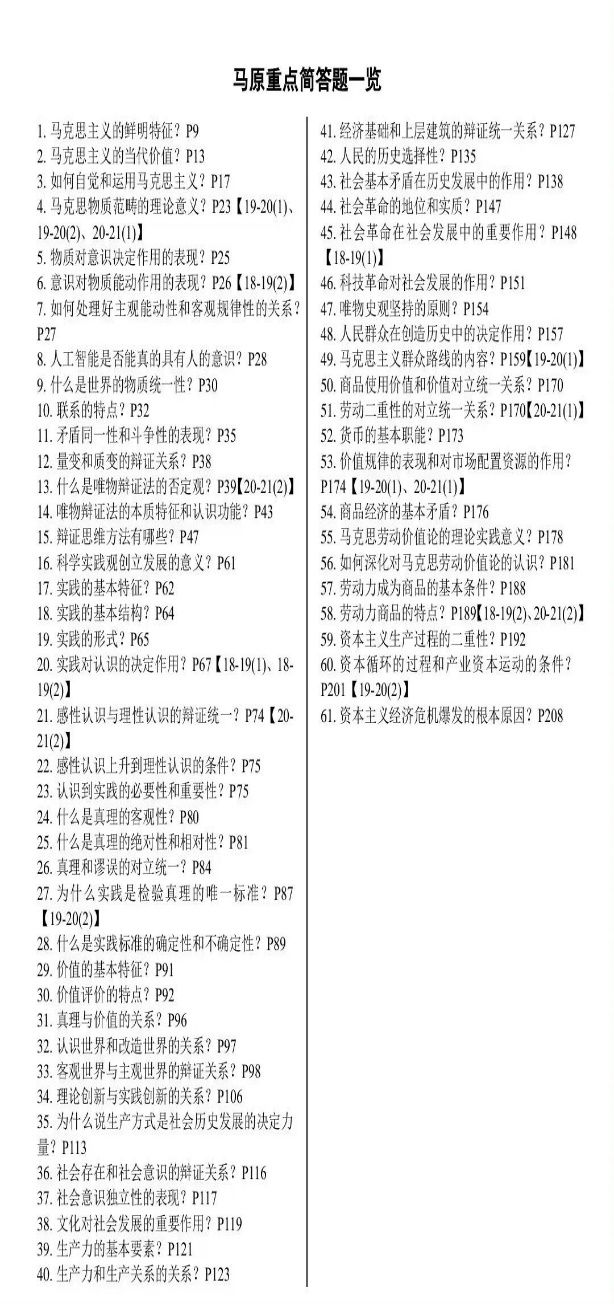 马原重点简答题一览
1. 马克思主义的鲜明特征？P9
2. 马克思主义的当代价值？P13
3. 如何自觉和运用马克思主义？P17
4. 马克思物质范畴的理论意义？P23【19-20(1)、
19-20(2)、20-21(1)】
5. 物质对意识决定作用的表现？P25
6. 意识对物质能动作用的表现？P26【18-19(2)】
7. 如何处理好主观能动性和客观规律性的关系？
P27
8. 人工智能是否能真的具有人的意识？P28
9. 什么是世界的物质统一性？P30
10. 联系的特点？P32
11. 矛盾同一性和斗争性的表现？P35
12. 量变和质变的辩证关系？P38
13. 什么是唯物辩证法的否定观？P39【20-21(2)】
14. 唯物辩证法的本质特征和认识功能？P43
15. 辩证思维方法有哪些？P47
16. 科学实践观创立发展的意义？P61
17. 实践的基本特征？P62
18. 实践的基本结构？P64
19. 实践的形式？P65
20. 实践对认识的决定作用？P67【18-19(1)、18-
19(2)】
21. 感性认识与理性认识的辩证统一？P74【20-
21(2)】
22. 感性认识上升到理性认识的条件？P75
23. 认识到实践的必要性和重要性？P75
24. 什么是真理的客观性？P80
25. 什么是真理的绝对性和相对性？P81
26. 真理和谬误的对立统一？P84
27. 为什么实践是检验真理的唯一标准？P87
【19-20(2)】
28. 什么是实践标准的确定性和不确定性？P89
29. 价值的基本特征？P91
30. 价值评价的特点？P92
31. 真理与价值的关系？P96
32. 认识世界和改造世界的关系？P97
33. 客观世界与主观世界的辩证关系？P98
34. 理论创新与实践创新的关系？P106
35. 为什么说生产方式是社会历史发展的决定力
量？P113
36. 社会存在和社会意识的辩证关系？P116
37. 社会意识独立性的表现？P117
38. 文化对社会发展的重要作用？P119
39. 生产力的基本要素？P121
40. 生产力和生产关系的关系？P123
41. 经济基础和上层建筑的辩证统一关系？P127
42. 人民的历史选择性？P135
43. 社会基本矛盾在历史发展中的作用？P138
44. 社会革命的地位和实质？P147
45. 社会革命在社会发展中的重要作用？P148
【18-19(1)】
46. 科技革命对社会发展的作用？P151
47. 唯物史观坚持的原则？P154
48. 人民群众在创造历史中的决定作用？P157
49. 马克思主义群众路线的内容？P159【19-20(1)】
50. 商品使用价值和价值对立统一关系？P170
51. 劳动二重性的对立统一关系？P170【20-21(1)】
52. 货币的基本职能？P173
53. 价值规律的表现和对市场配置资源的作用？
P174【19-20(1)、20-21(1)】
54. 商品经济的基本矛盾？P176
55. 马克思劳动价值论的理论实践意义？P178
56. 如何深化对马克思劳动价值论的认识？P181
57. 劳动力成为商品的基本条件？P188
58. 劳动力商品的特点？P189【18-19(2)、20-21(2)】
59. 资本主义生产过程的二重性？P192
60. 资本循环的过程和产业资本运动的条件？
P201【19-20(2)】
61. 资本主义经济危机爆发的根本原因？P208